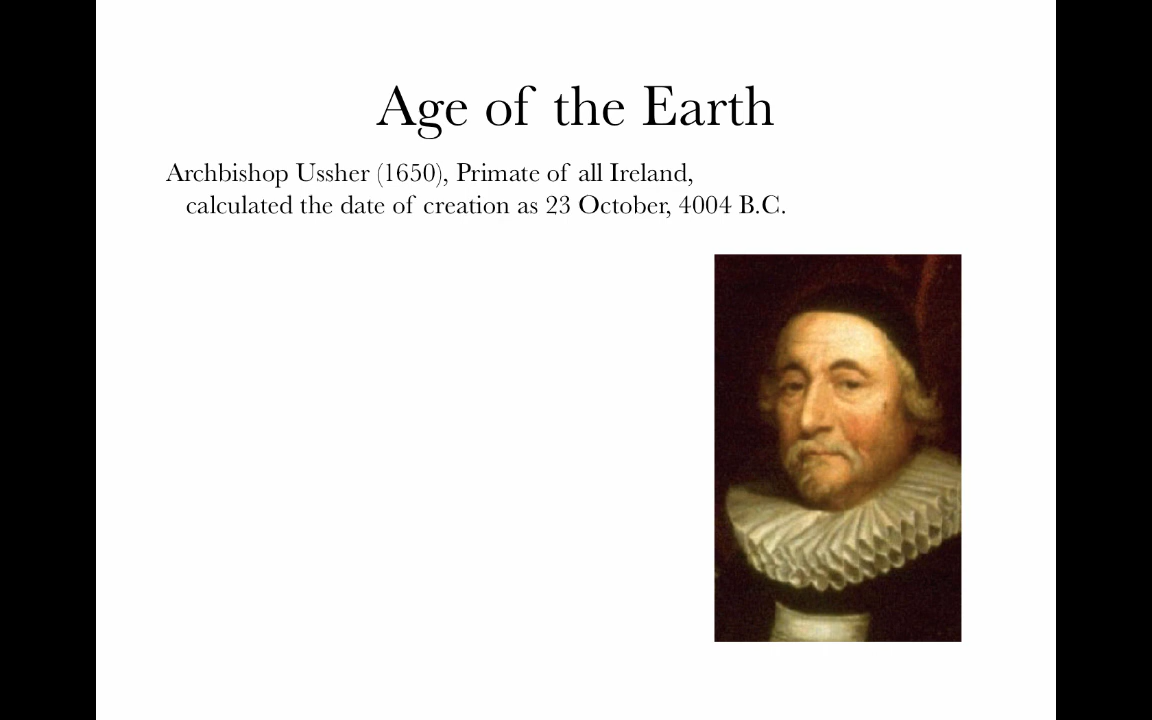 Age of the Earth
Archbishop Ussher (1650), Primate of all Ireland,
calculated the date of creation as 23 October, 4004 B.C.